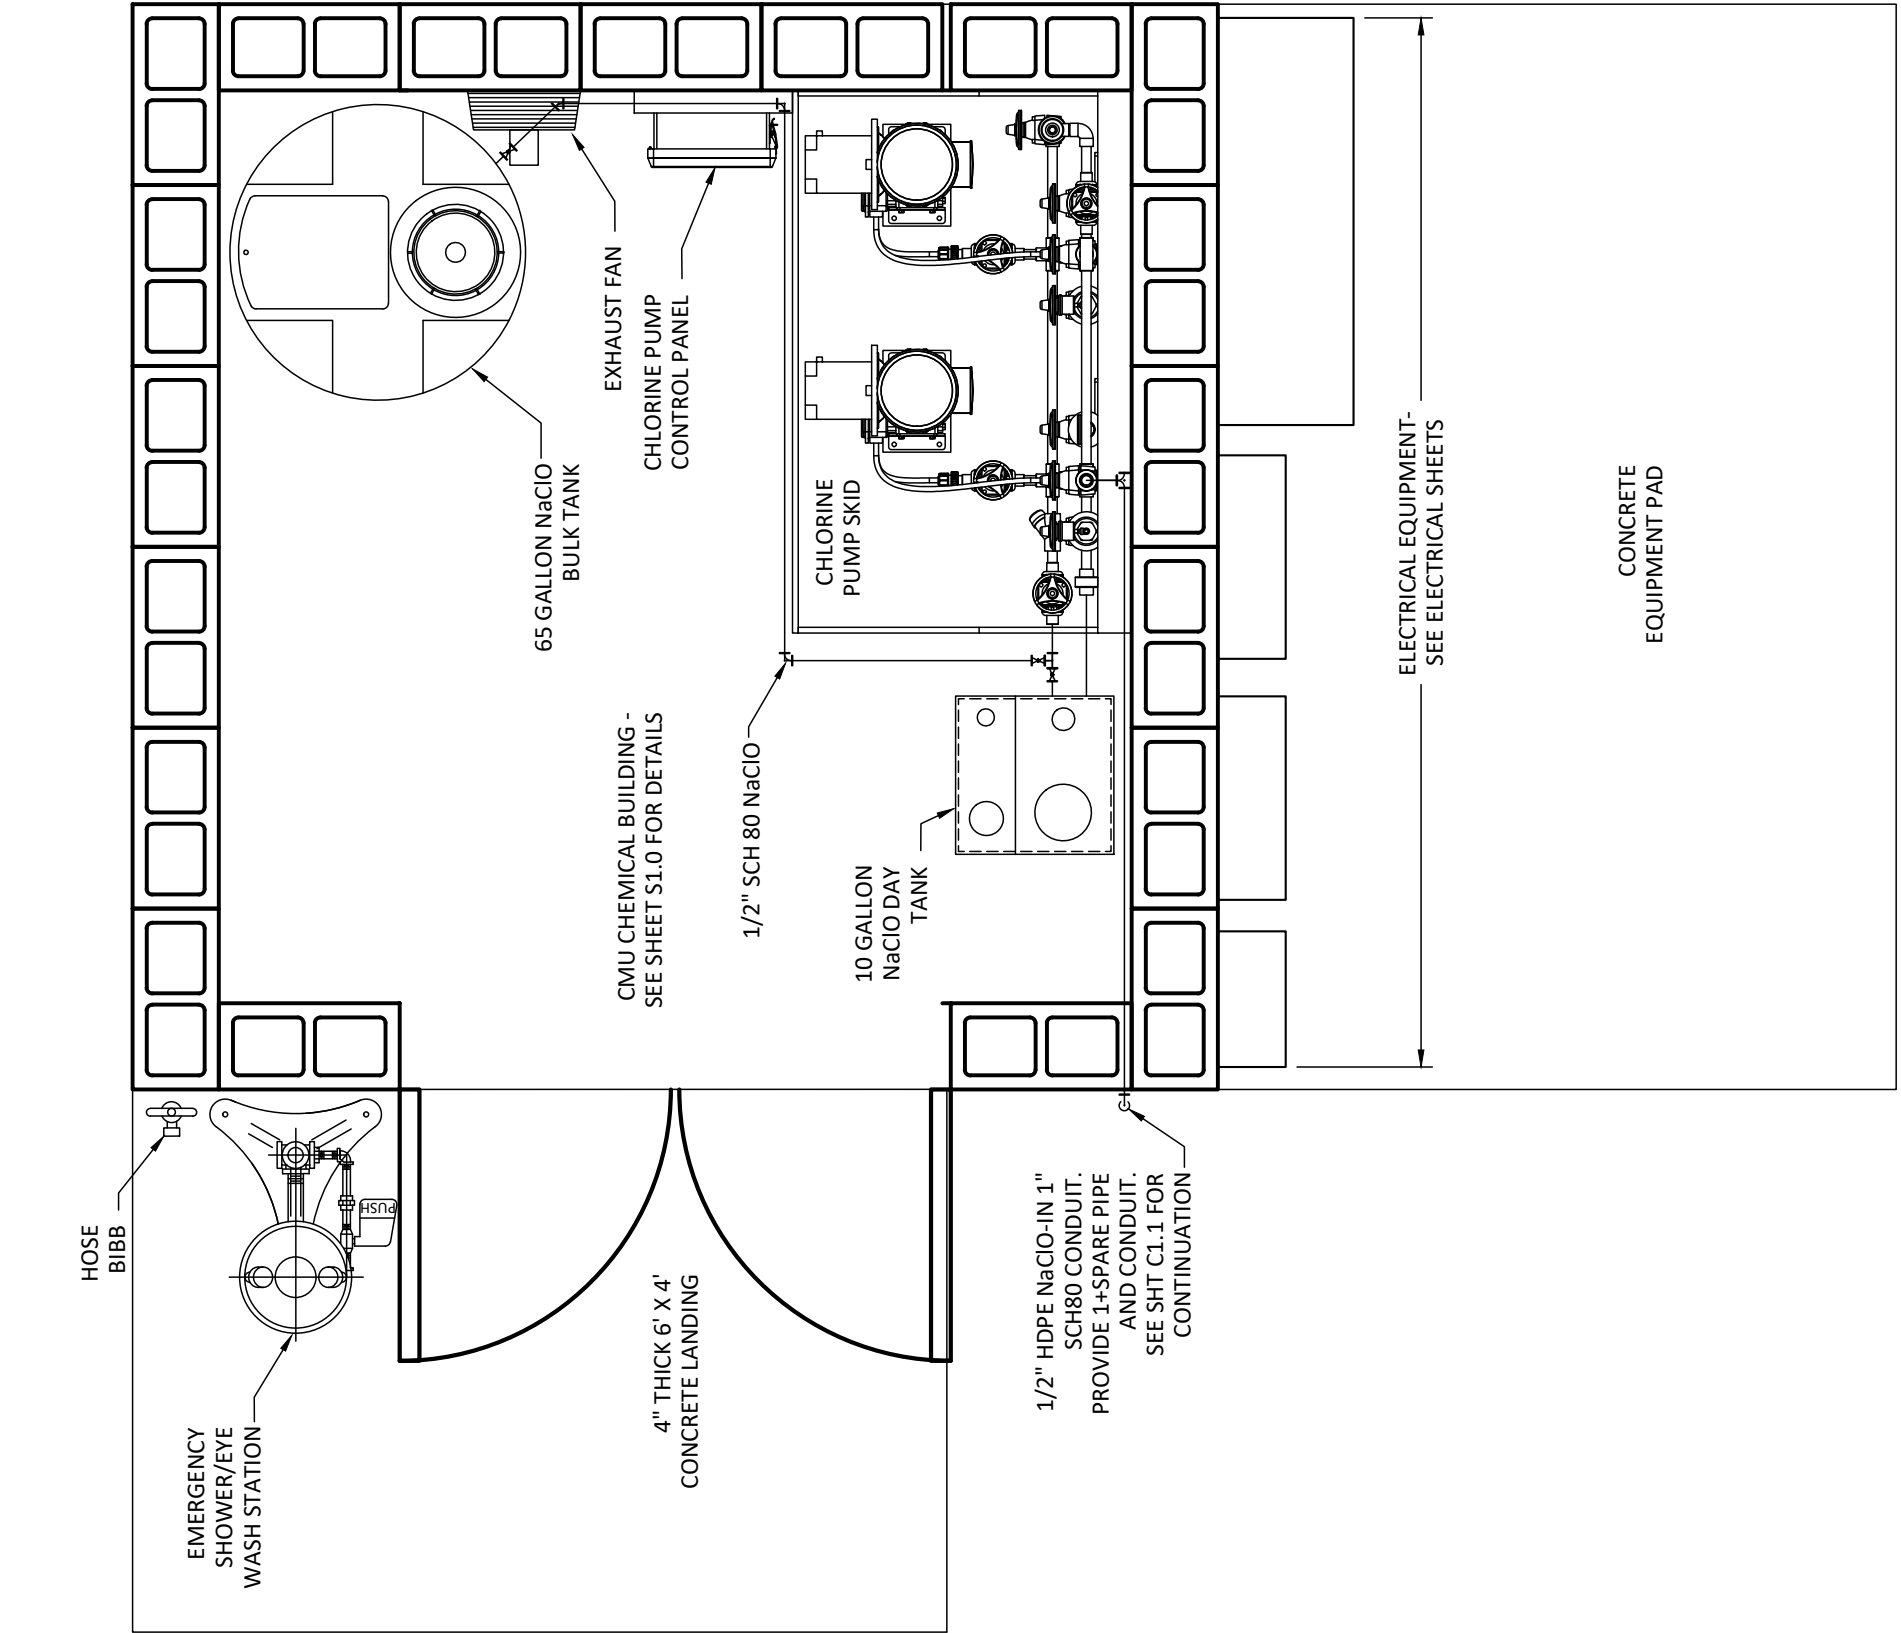 HOSE
BIBB
EMERGENCY
SHOWER/EYE
WASH STATION
PUSH
4" THICK 6' X 4'
CONCRETE LANDING
1/2" HDPE NaClO-IN 1"
SCH80 CONDUIT.
PROVIDE 1+SPARE PIPE
AND CONDUIT.
SEE SHT C1.1 FOR
CONTINUATION
65 GALLON NaClO
BULK TANK
EXHAUST FAN
CHLORINE PUMP
CONTROL PANEL
CMU CHEMICAL BUILDING -
SEE SHEET S1.0 FOR DETAILS
1/2" SCH 80 NaClO
CHLORINE
PUMP SKID
10 GALLON
NaClO DAY
TANK
ELECTRICAL EQUIPMENT-
SEE ELECTRICAL SHEETS
CONCRETE
EQUIPMENT PAD